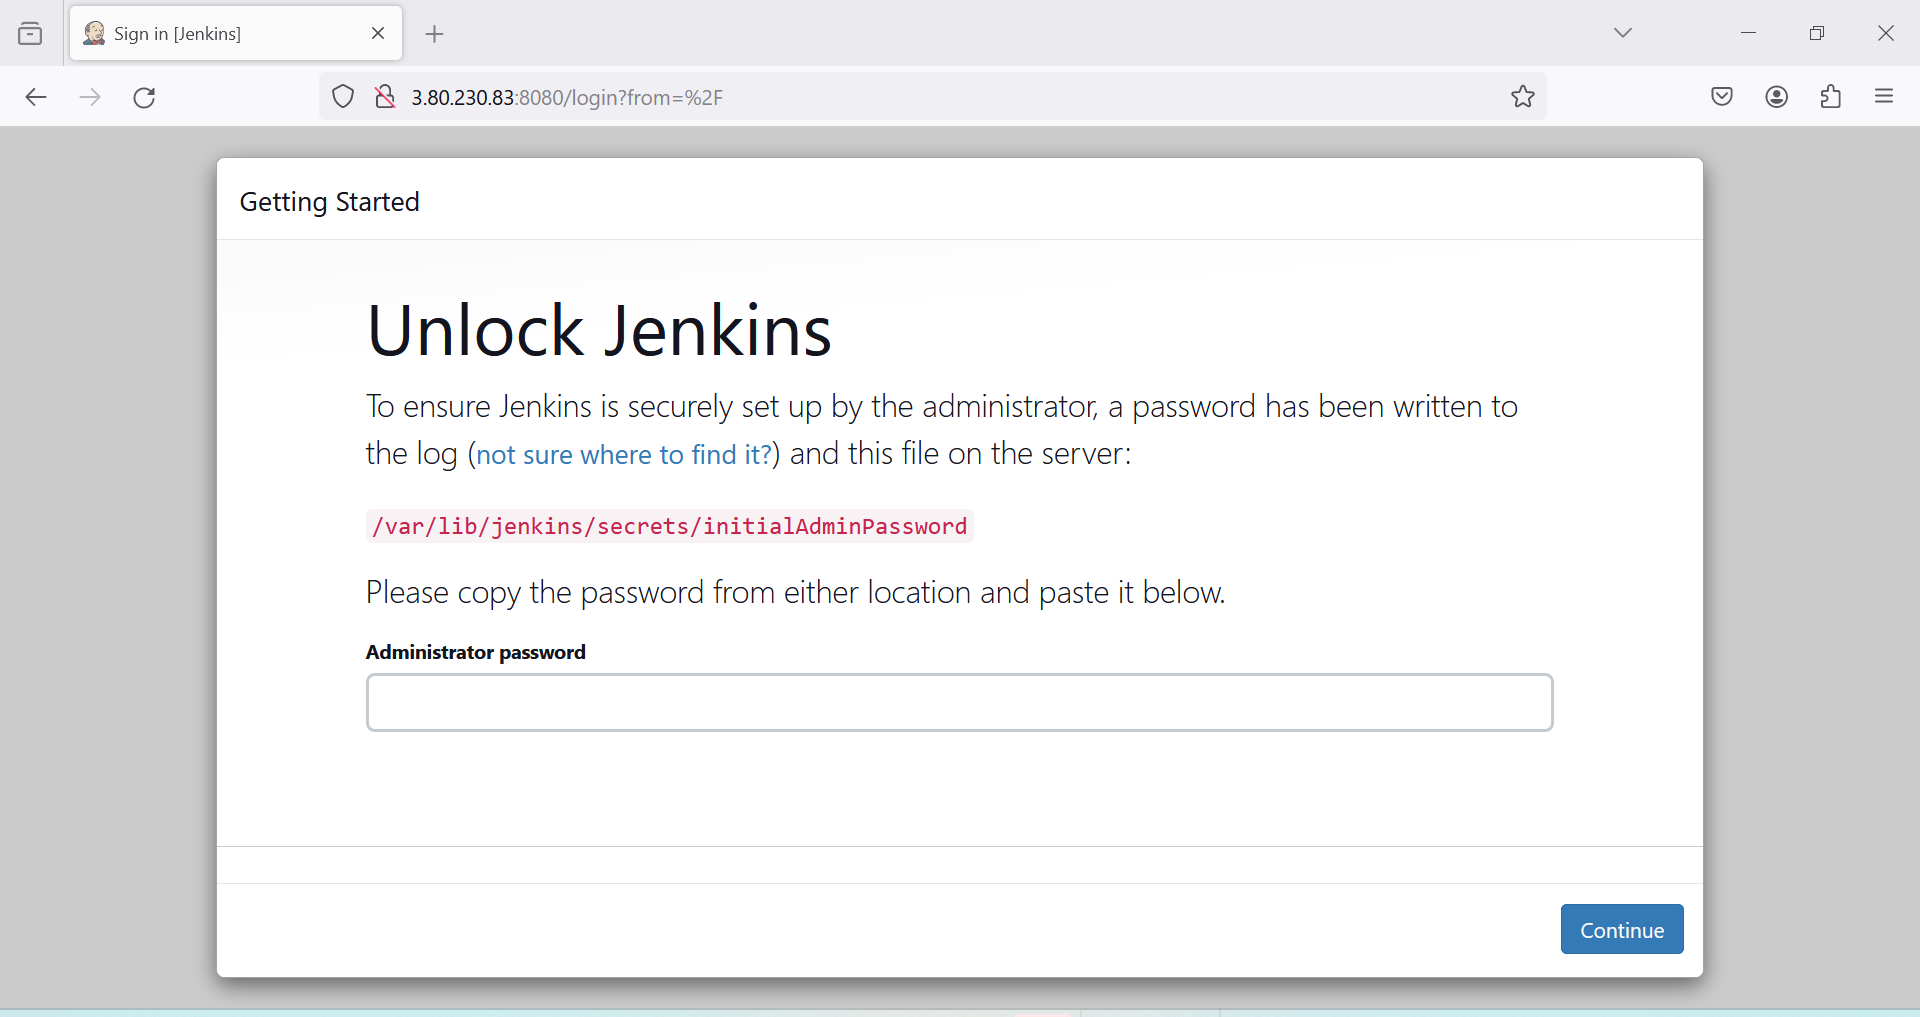 Sign in [Jenkins]
3.80.230.83:8080/login?from=%2F
Getting Started
Unlock Jenkins
To ensure Jenkins is securely set up by the administrator, a password has been written to
the log (not sure where to find it?) and this file on the server:
/var/lib/jenkins/secrets/initialAdminPassword
Please copy the password from either location and paste it below.
Administrator password
Continue